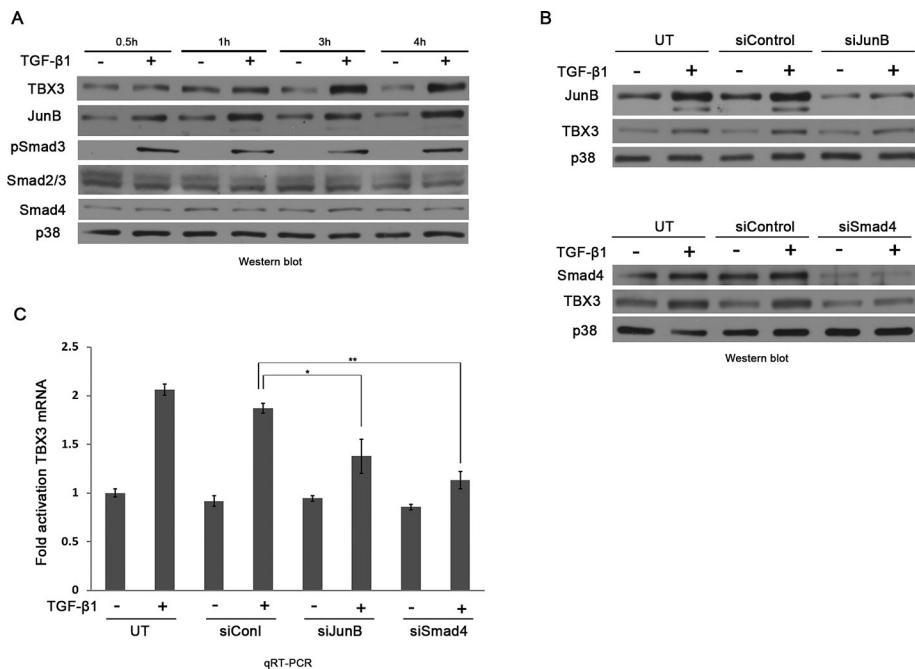 A
0.5h 1h 3h 4h
TGF-β1 - + - + - + - +
TBX3
JunB
pSmad3
Smad2/3
Smad4
p38
Western blot
B
UT siControl siJunB
TGF-β1 - + - + - +
JunB
TBX3
p38
UT siControl siSmad4
TGF-β1 - + - + - +
Smad4
TBX3
p38
Western blot
C
Fold activation TBX3 mRNA
2.5
2
1.5
1
0.5
0
**
*
TGF-β1 - + - + - + - +
UT siConl siJunB siSmad4
qRT-PCR